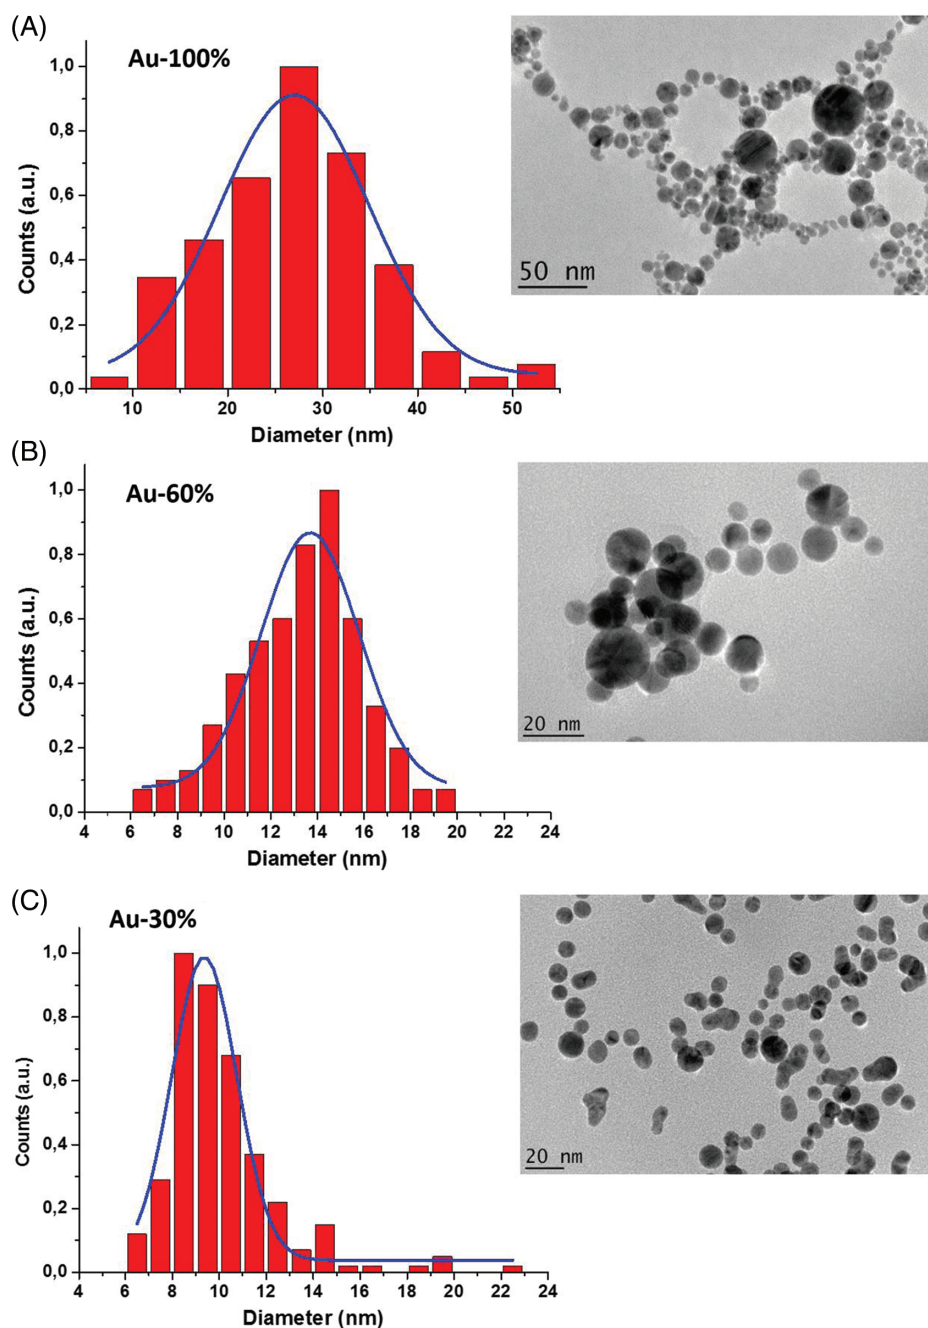 (A)
Au-100%
Counts (a.u.)
1,0
0,8
0,6
0,4
0,2
0,0
10 20 30 40 50
Diameter (nm)
50 nm
(B)
Au-60%
Counts (a.u.)
1,0
0,8
0,6
0,4
0,2
0,0
4 6 8 10 12 14 16 18 20 22 24
Diameter (nm)
20 nm
(C)
Au-30%
Counts (a.u.)
1,0
0,8
0,6
0,4
0,2
0,0
4 6 8 10 12 14 16 18 20 22 24
Diameter (nm)
20 nm